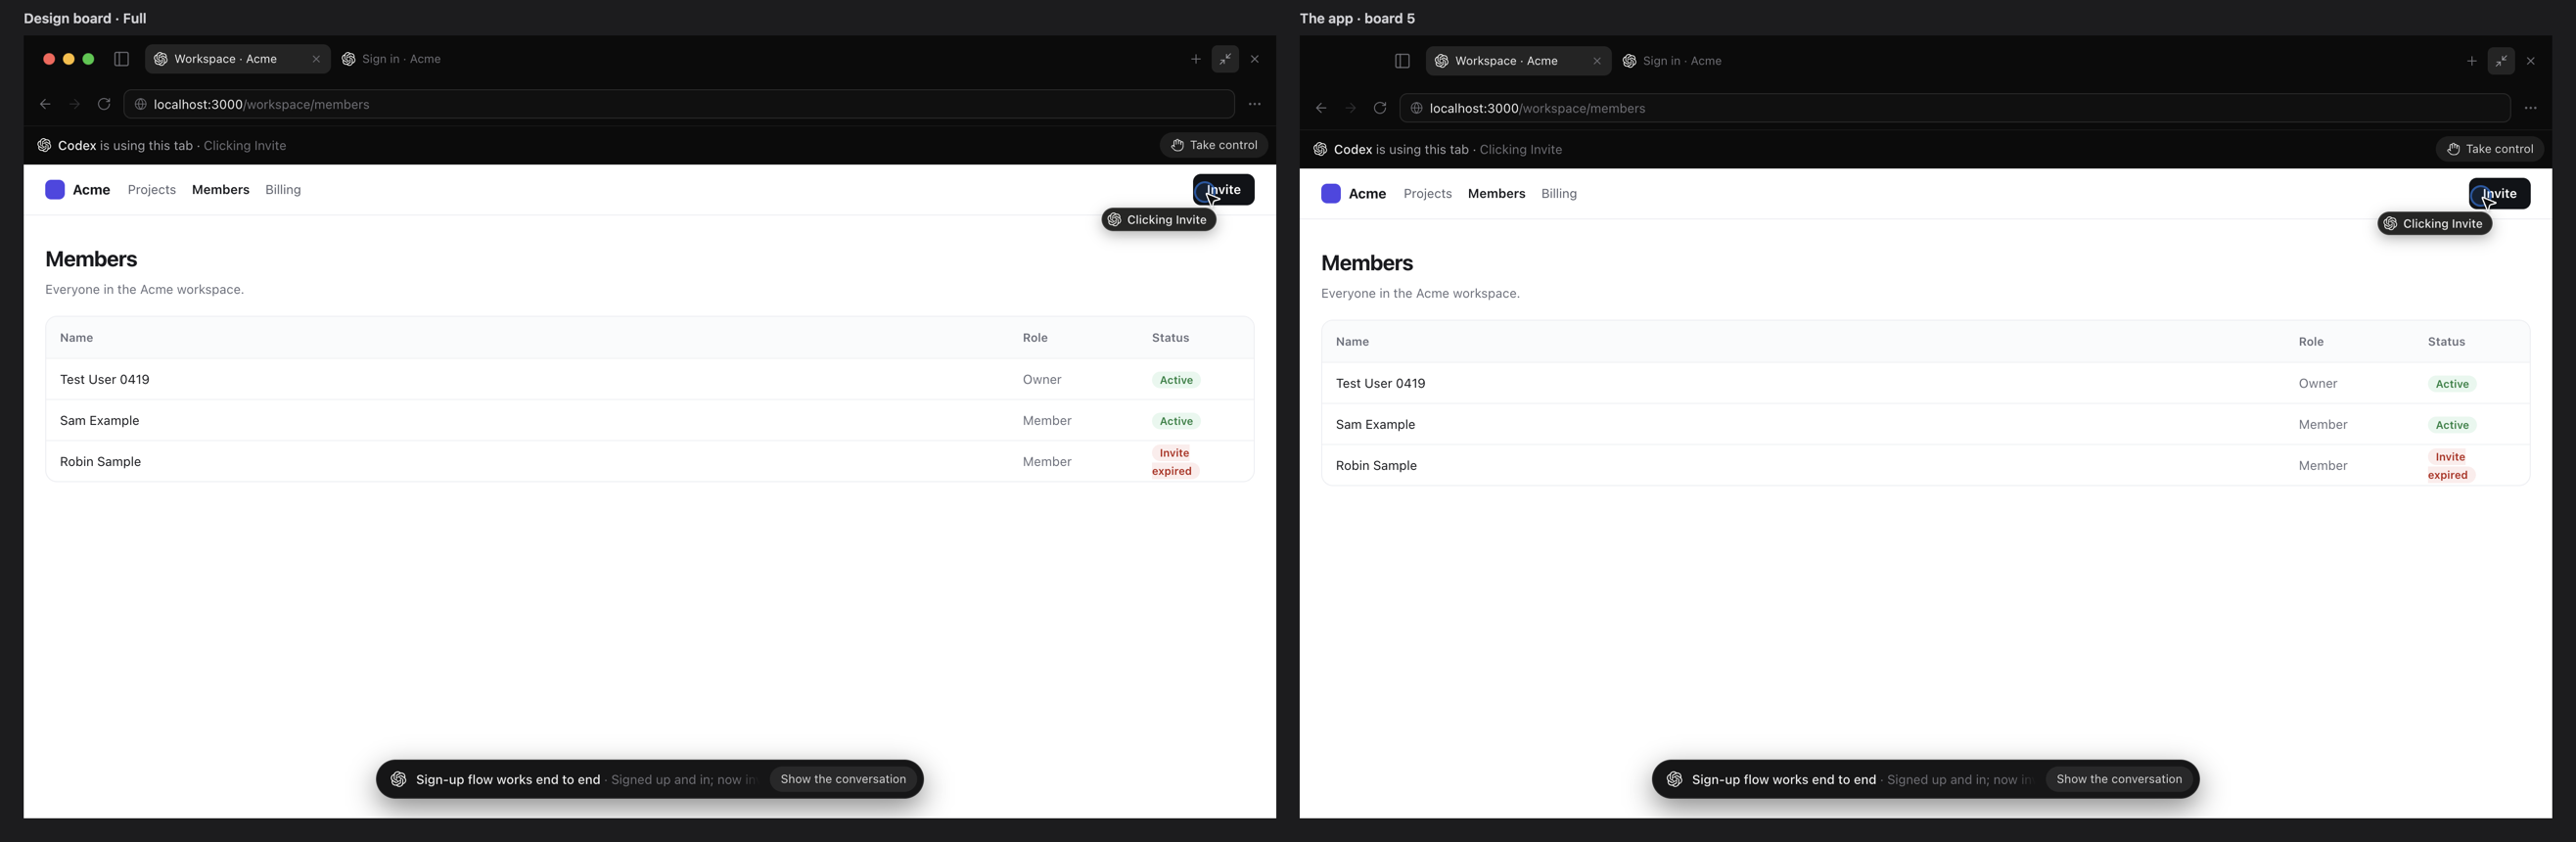 Design board · Full
Workspace · Acme
Sign in · Acme
localhost:3000/workspace/members
Codex is using this tab · Clicking Invite
Take control
Acme Projects Members Billing
Invite
Clicking Invite
Members
Everyone in the Acme workspace.
Name Role Status
Test User 0419 Owner Active
Sam Example Member Active
Robin Sample Member Invite expired
Sign-up flow works end to end · Signed up and in; now in
Show the conversation
The app · board 5
Workspace · Acme
Sign in · Acme
localhost:3000/workspace/members
Codex is using this tab · Clicking Invite
Take control
Acme Projects Members Billing
Invite
Clicking Invite
Members
Everyone in the Acme workspace.
Name Role Status
Test User 0419 Owner Active
Sam Example Member Active
Robin Sample Member Invite expired
Sign-up flow works end to end · Signed up and in; now in
Show the conversation